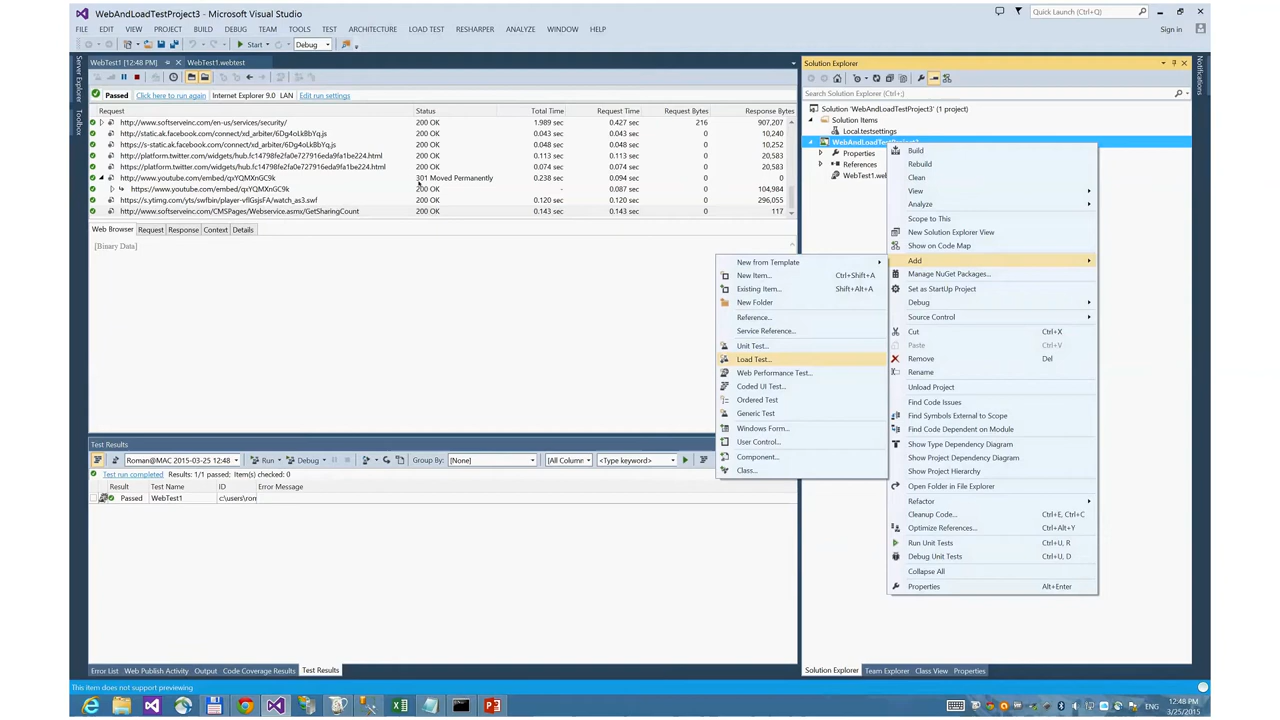 WebAndLoadTestProject3 - Microsoft Visual Studio
Quick Launch (Ctrl+Q)
FILE EDIT VIEW PROJECT BUILD DEBUG TEAM TOOLS TEST ARCHITECTURE LOAD TEST RESHARPER ANALYZE WINDOW HELP
Sign in
Start Debug
Server Explorer
Toolbox
WebTest1 [12:48 PM]
WebTest1.webtest
Passed Click here to run again Internet Explorer 9.0 LAN Edit run settings
Request Status Total Time Request Time Request Bytes Response Bytes
http://www.softserveinc.com/en-us/services/security/ 200 OK 1.989 sec 0.427 sec 216 907,207
http://static.ak.facebook.com/connect/xd_arbiter/6Dg4oLkBbYq.js 200 OK 0.043 sec 0.043 sec 0 10,240
https://s-static.ak.facebook.com/connect/xd_arbiter/6Dg4oLkBbYq.js 200 OK 0.145 sec 0.043 sec 0 10,252
http://platform.twitter.com/widgets/hub.fc14798fe2fa0e727914636eda9fa1be224.html 200 OK 0.113 sec 0.113 sec 0 20,583
https://platform.twitter.com/widgets/ 200 OK 0.074 sec 0.074 sec 0 20,583
http://www.youtube.com/embed/qxYQMXnGC9k 301 Moved Permanently 0.238 sec 0.094 sec 0 0
https://www.youtube.com/embed/qxYQMXnGC9k 200 OK - 0.087 sec 0 104,984
https://s.ytimg.com/yts/swfbin/player-vflGsjsFA/watch_as3.swf 200 OK 0.120 sec 0.120 sec 0 296,055
http://www.softserveinc.com/CMSPages/Webservice.asmx/GetSharingCount 200 OK 0.143 sec 0.143 sec 0 117
Web Browser Request Response Context Details
[Binary Data]
Test Results
Roman@MAC 2015-03-25 12:48 Run Debug Group By: [None] [All Column <Type keyword>
Test run completed Results: 1/1 passed; Item(s) checked: 0
Result Test Name ID Error Message
Passed WebTest1 c:\users\ron
Error List Web Publish Activity Output Code Coverage Results Test Results
New from Template
New Item... Ctrl+Shift+A
Existing Item... Shift+Alt+A
New Folder
Reference...
Service Reference...
Unit Test...
Load Test...
Web Performance Test...
Coded UI Test...
Ordered Test
Generic Test
Windows Form...
User Control...
Component...
Class...
Solution Explorer
Search Solution Explorer (Ctrl+;)
Solution 'WebAndLoadTestProject3' (1 project)
Solution Items
Local.testsettings
WebAndLoadTestProject3
Properties
References
WebTest1.we
Build
Rebuild
Clean
View
Analyze
Scope to This
New Solution Explorer View
Show on Code Map
Add
Manage NuGet Packages...
Set as StartUp Project
Debug
Source Control
Cut Ctrl+X
Paste Ctrl+V
Remove Del
Rename
Unload Project
Find Code Issues
Find Symbols External to Scope
Find Code Dependent on Module
Show Type Dependency Diagram
Show Project Dependency Diagram
Show Project Hierarchy
Open Folder in File Explorer
Refactor
Cleanup Code... Ctrl+E, Ctrl+C
Optimize References... Ctrl+Alt+Y
Run Unit Tests Ctrl+U, R
Debug Unit Tests Ctrl+U, D
Collapse All
Properties Alt+Enter
Notifications
Solution Explorer Team Explorer Class View Properties
This item does not support previewing
ENG
12:48 PM
3/25/2015